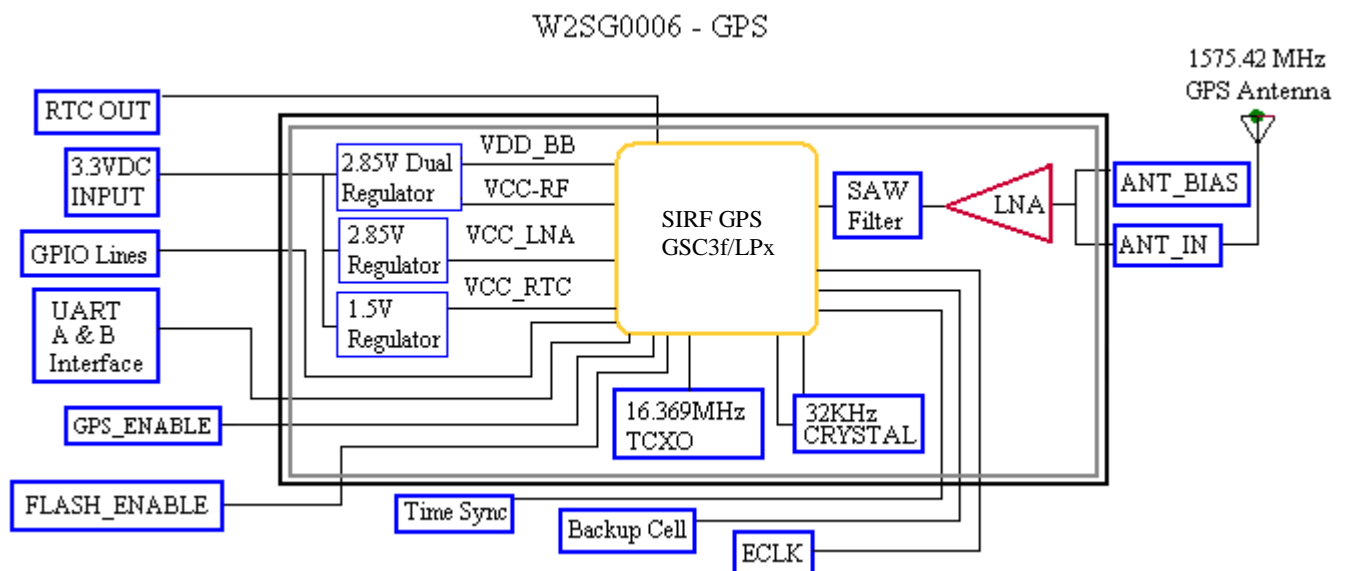 W2SG0006 - GPS
1575.42 MHz
GPS Antenna
RTC OUT
3.3VDC
INPUT
GPIO Lines
UART
A & B
Interface
GPS_ENABLE
FLASH_ENABLE
2.85V Dual
Regulator
2.85V
Regulator
1.5V
Regulator
VDD_BB
VCC-RF
VCC_LNA
VCC_RTC
SIRF GPS
GSC3f/LPx
SAW
Filter
LNA
ANT_BIAS
ANT_IN
16.369MHz
TCXO
32KHz
CRYSTAL
Time Sync
Backup Cell
ECLK